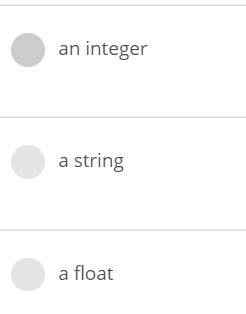 an integer
a string
a float